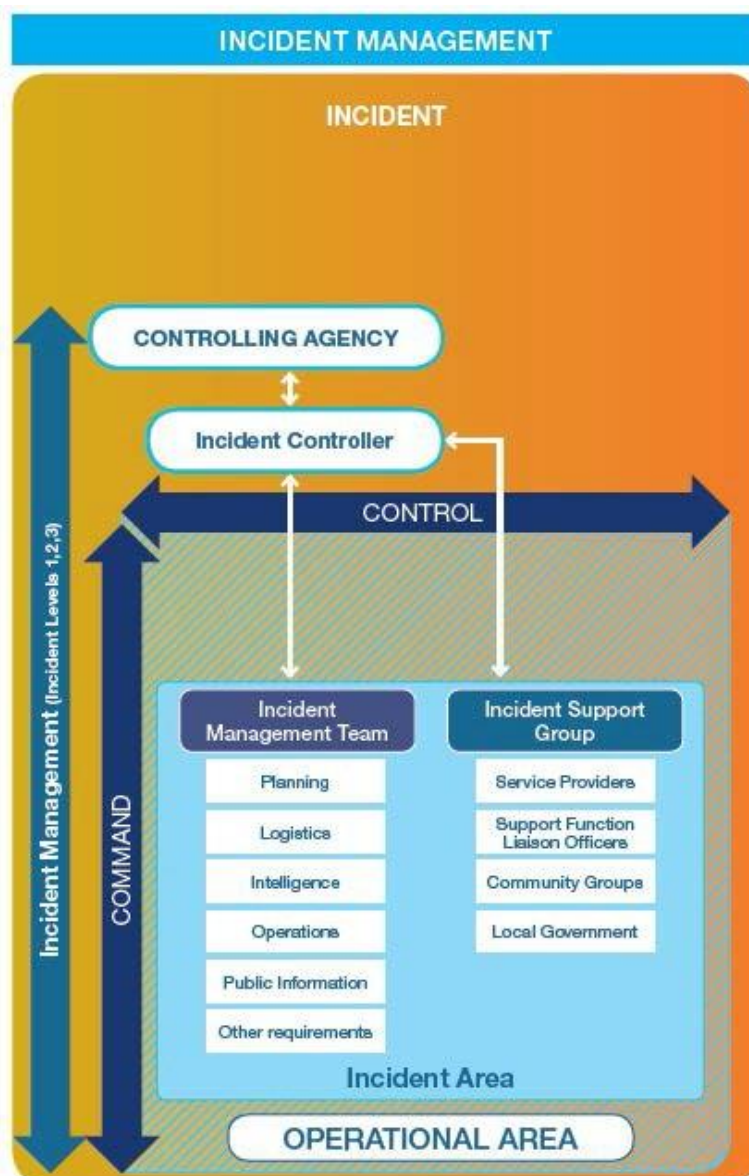 INCIDENT MANAGEMENT
INCIDENT
CONTROLLING AGENCY
Incident Controller
CONTROL
Incident Management (Incident Levels 1,2,3)
COMMAND
Incident
Management Team
Planning
Logistics
Intelligence
Operations
Public Information
Other requirements
Incident Support
Group
Service Providers
Support Function
Liaison Officers
Community Groups
Local Government
Incident Area
OPERATIONAL AREA